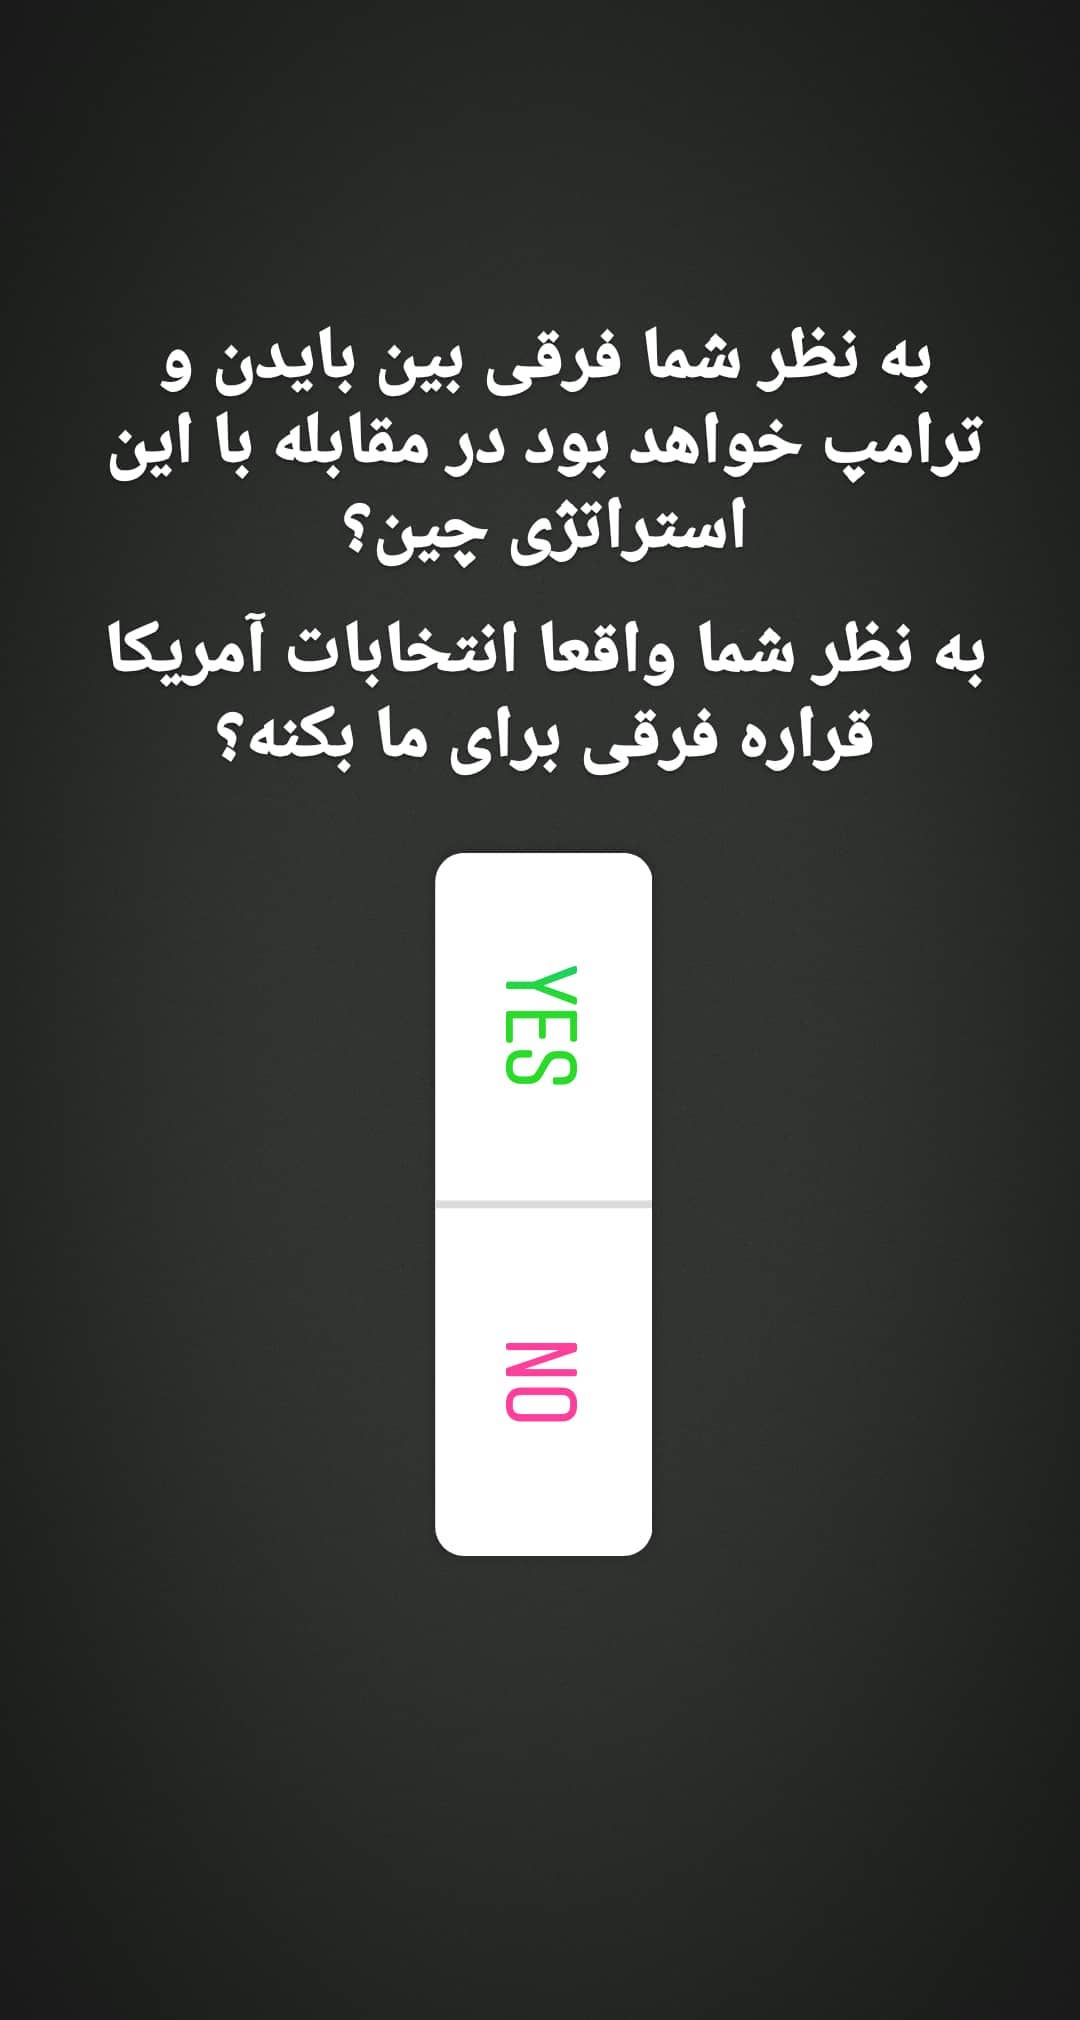 به نظر شما فرقی بین بایدن و
ترامپ خواهد بود در مقابله با این
استراتژی چین؟
به نظر شما واقعا انتخابات آمریکا
قراره فرقی برای ما بکنه؟
YES
NO